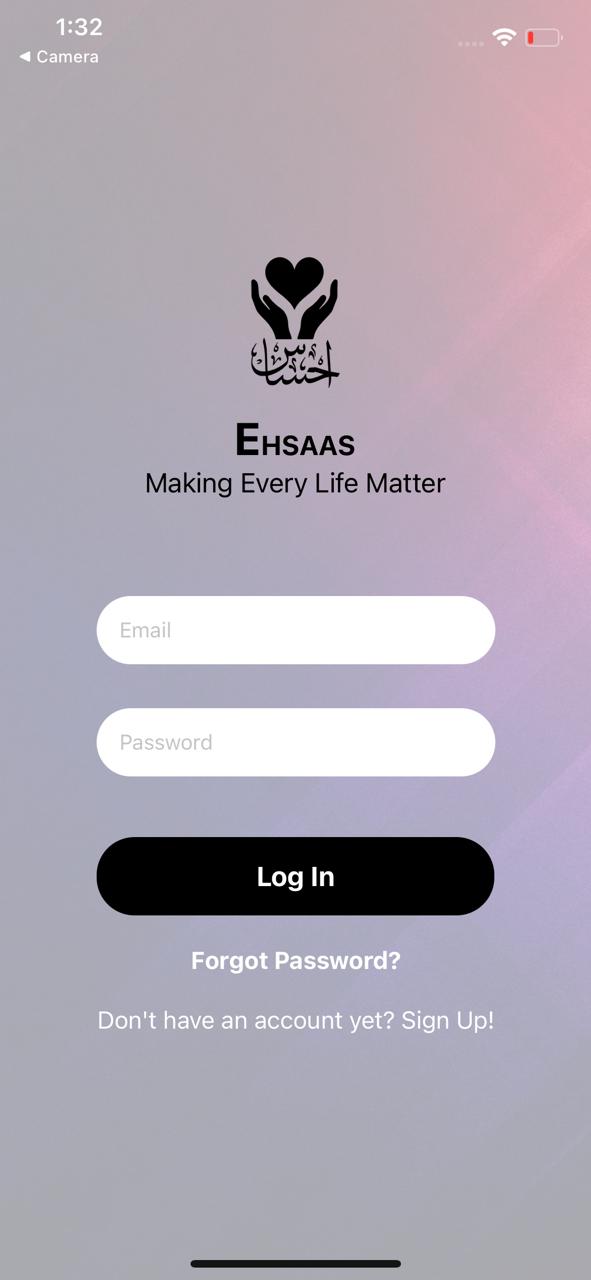 1:32
◀ Camera
احساس
EHSAAS
Making Every Life Matter
Email
Password
Log In
Forgot Password?
Don't have an account yet? Sign Up!